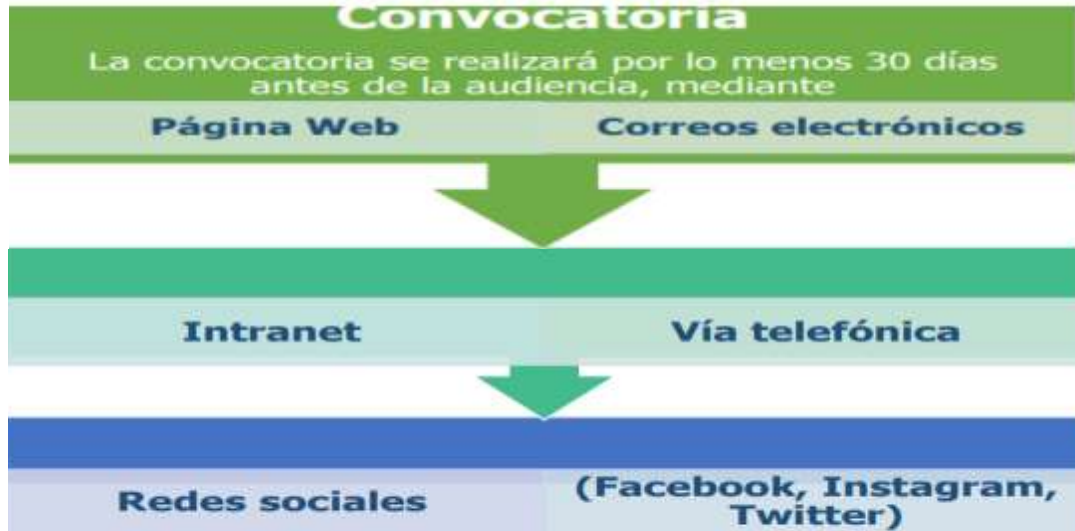 Convocatoria
La convocatoria se realizará por lo menos 30 días
antes de la audiencia, mediante
Página Web
Correos electrónicos
Intranet
Vía telefónica
Redes sociales
(Facebook, Instagram,
Twitter)